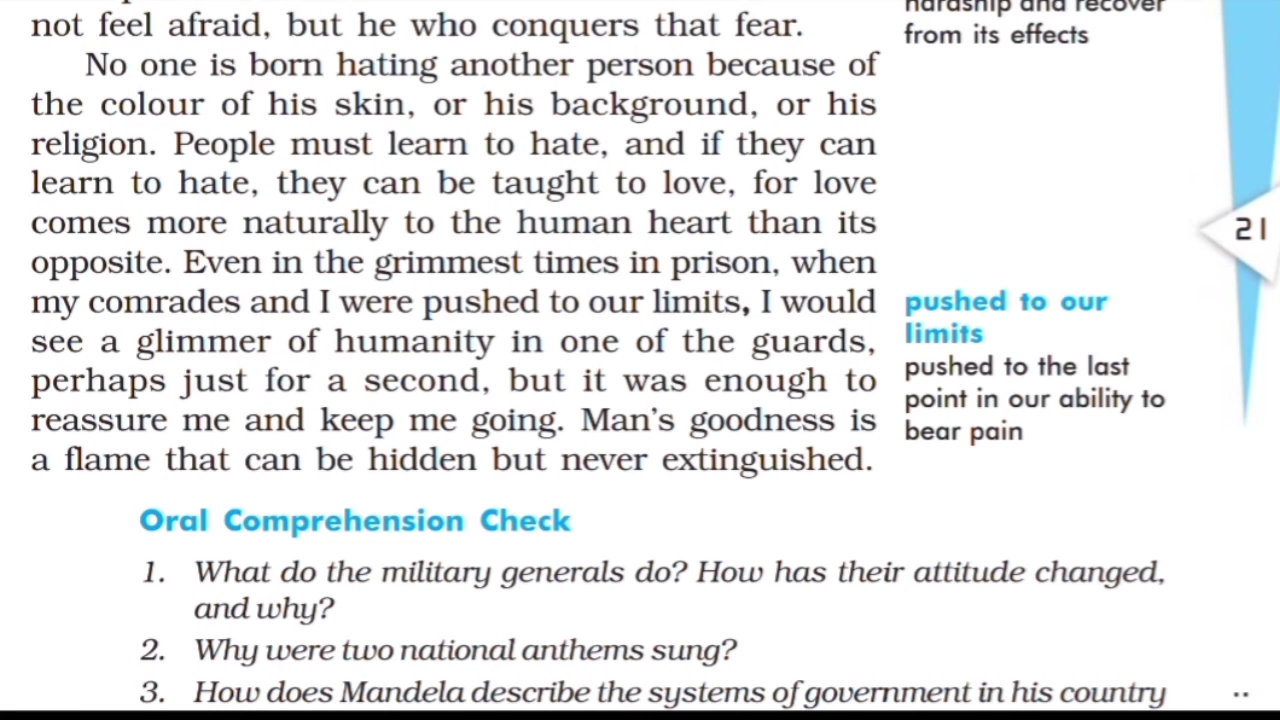 not feel afraid, but he who conquers that fear.
No one is born hating another person because of
the colour of his skin, or his background, or his
religion. People must learn to hate, and if they can
learn to hate, they can be taught to love, for love
comes more naturally to the human heart than its
opposite. Even in the grimmest times in prison, when
my comrades and I were pushed to our limits, I would
see a glimmer of humanity in one of the guards,
perhaps just for a second, but it was enough to
reassure me and keep me going. Man's goodness is
a flame that can be hidden but never extinguished.
hardship and recover
from its effects
pushed to our
limits
pushed to the last
point in our ability to
bear pain
21
Oral Comprehension Check
1. What do the military generals do? How has their attitude changed,
and why?
2. Why were two national anthems sung?
3. How does Mandela describe the systems of government in his country